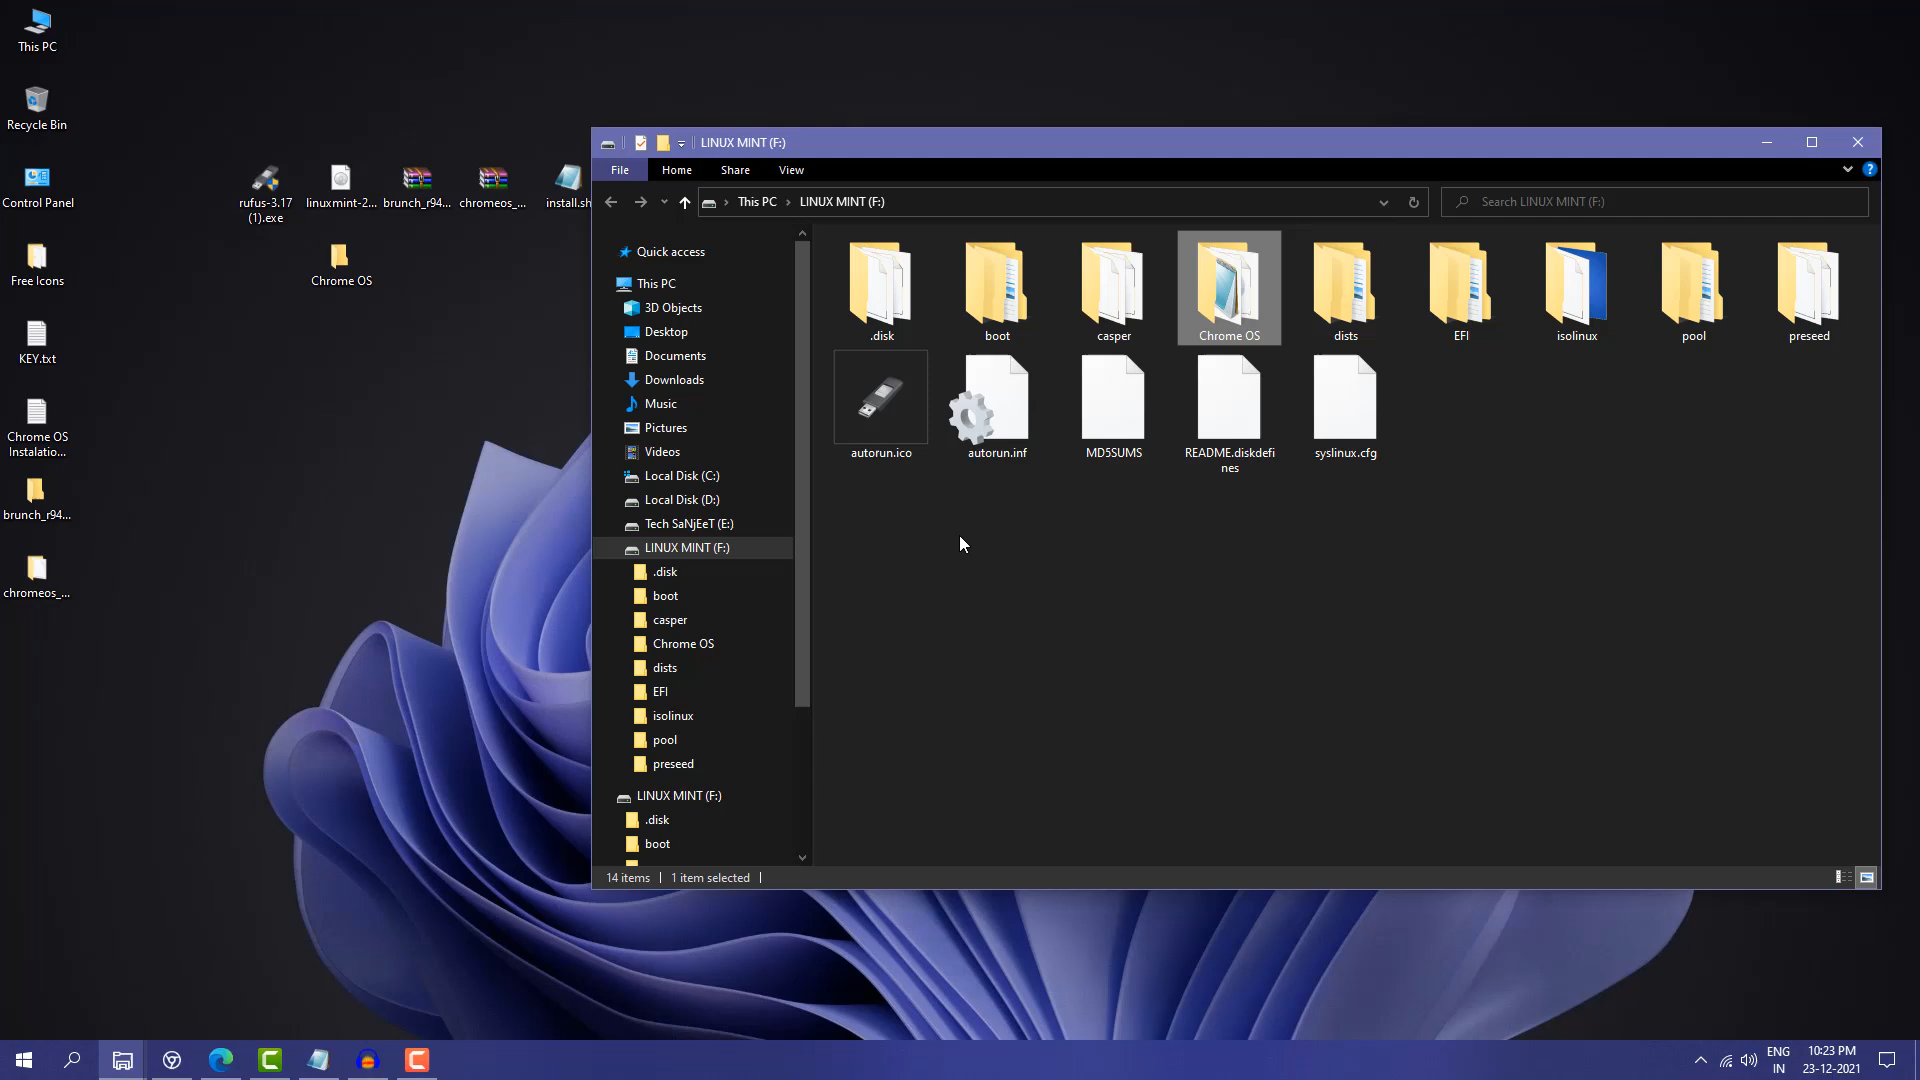 This PC
Recycle Bin
Control Panel
Free Icons
KEY.txt
Chrome OS
Instalatio...
brunch_r94...
chromeos_...
rufus-3.17
(1).exe
linuxmint-2...
brunch_r94...
chromeos_...
install.sh
Chrome OS
LINUX MINT (F:)
File
Home
Share
View
This PC
LINUX MINT (F:)
Search LINUX MINT (F:)
Quick access
This PC
3D Objects
Desktop
Documents
Downloads
Music
Pictures
Videos
Local Disk (C:)
Local Disk (D:)
Tech SaNjEeT (E:)
LINUX MINT (F:)
.disk
boot
casper
Chrome OS
dists
EFI
isolinux
pool
preseed
LINUX MINT (F:)
.disk
boot
.disk
boot
casper
Chrome OS
dists
EFI
isolinux
pool
preseed
autorun.ico
autorun.inf
MD5SUMS
README.diskdefi
nes
syslinux.cfg
14 items
1 item selected
ENG
IN
10:23 PM
23-12-2021